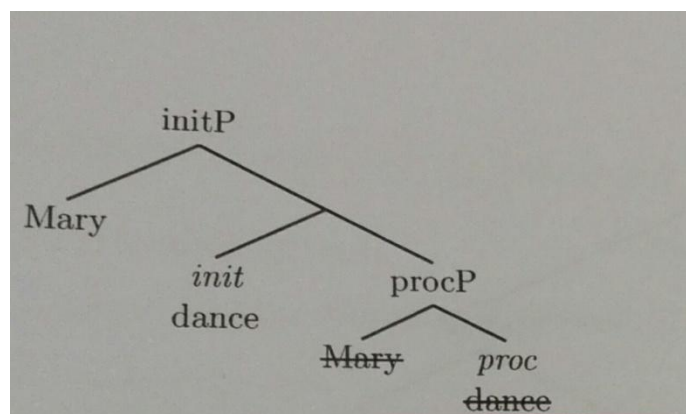 initP
Mary
init
procP
dance
Mary
proc
dance